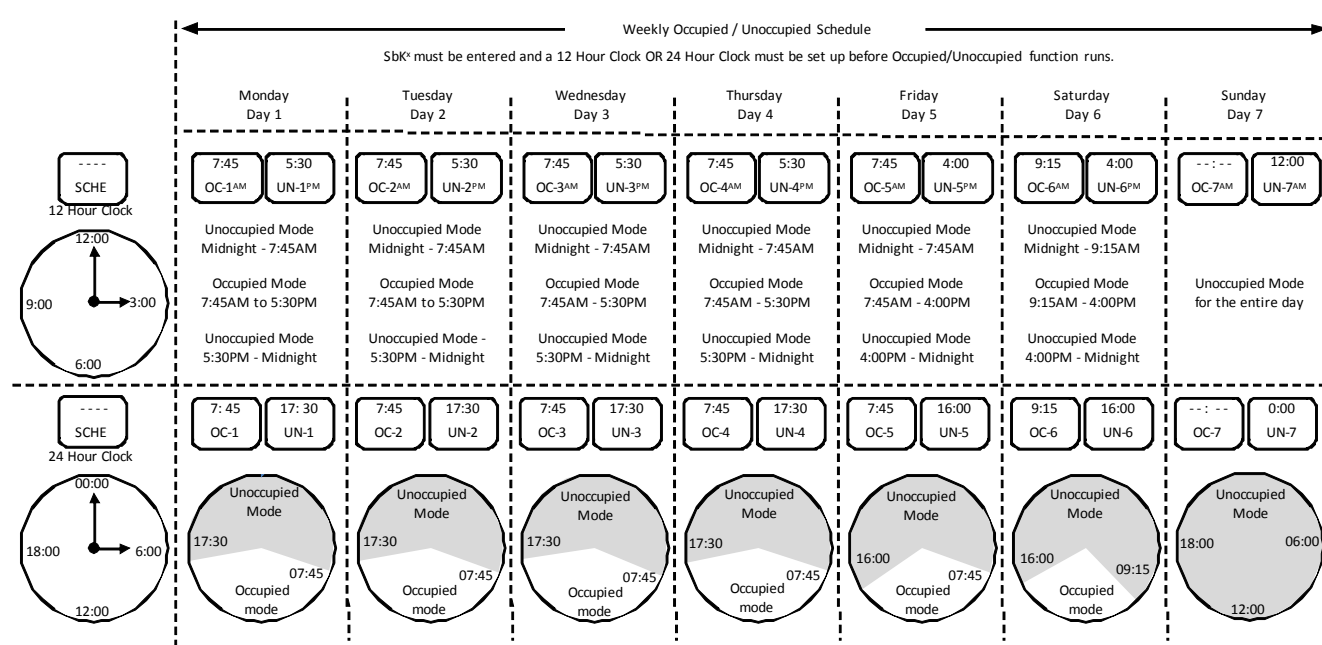 Weekly Occupied / Unoccupied Schedule
SbKˣ must be entered and a 12 Hour Clock OR 24 Hour Clock must be set up before Occupied/Unoccupied function runs.
Monday Tuesday Wednesday Thursday Friday Saturday Sunday
Day 1 Day 2 Day 3 Day 4 Day 5 Day 6 Day 7
---- 7:45 5:30 7:45 5:30 7:45 5:30 7:45 5:30 7:45 4:00 9:15 4:00 --:-- 12:00
SCHE OC-1AM UN-1PM OC-2AM UN-2PM OC-3AM UN-3PM OC-4AM UN-4PM OC-5AM UN-5PM OC-6AM UN-6PM OC-7AM UN-7AM
12 Hour Clock
Unoccupied Mode Unoccupied Mode Unoccupied Mode Unoccupied Mode Unoccupied Mode Unoccupied Mode
12:00 Midnight - 7:45AM Midnight - 7:45AM Midnight - 7:45AM Midnight - 7:45AM Midnight - 7:45AM Midnight - 9:15AM
Occupied Mode Occupied Mode Occupied Mode Occupied Mode Occupied Mode Occupied Mode Unoccupied Mode
9:00 3:00 7:45AM to 5:30PM 7:45AM to 5:30PM 7:45AM - 5:30PM 7:45AM - 5:30PM 7:45AM - 4:00PM 9:15AM - 4:00PM for the entire day
Unoccupied Mode Unoccupied Mode - Unoccupied Mode Unoccupied Mode Unoccupied Mode Unoccupied Mode
6:00 5:30PM - Midnight 5:30PM - Midnight 5:30PM - Midnight 5:30PM - Midnight 4:00PM - Midnight 4:00PM - Midnight
---- 7: 45 17: 30 7:45 17:30 7:45 17:30 7:45 17:30 7:45 16:00 9:15 16:00 --: -- 0:00
SCHE OC-1 UN-1 OC-2 UN-2 OC-3 UN-3 OC-4 UN-4 OC-5 UN-5 OC-6 UN-6 OC-7 UN-7
24 Hour Clock
00:00 Unoccupied Unoccupied Unoccupied Unoccupied Unoccupied Unoccupied Unoccupied
Mode Mode Mode Mode Mode Mode Mode
18:00 6:00 17:30 17:30 17:30 17:30 16:00 16:00 18:00 06:00
07:45 07:45 07:45 07:45 07:45 09:15
Occupied Occupied Occupied Occupied Occupied Occupied
12:00 mode mode mode mode mode mode 12:00